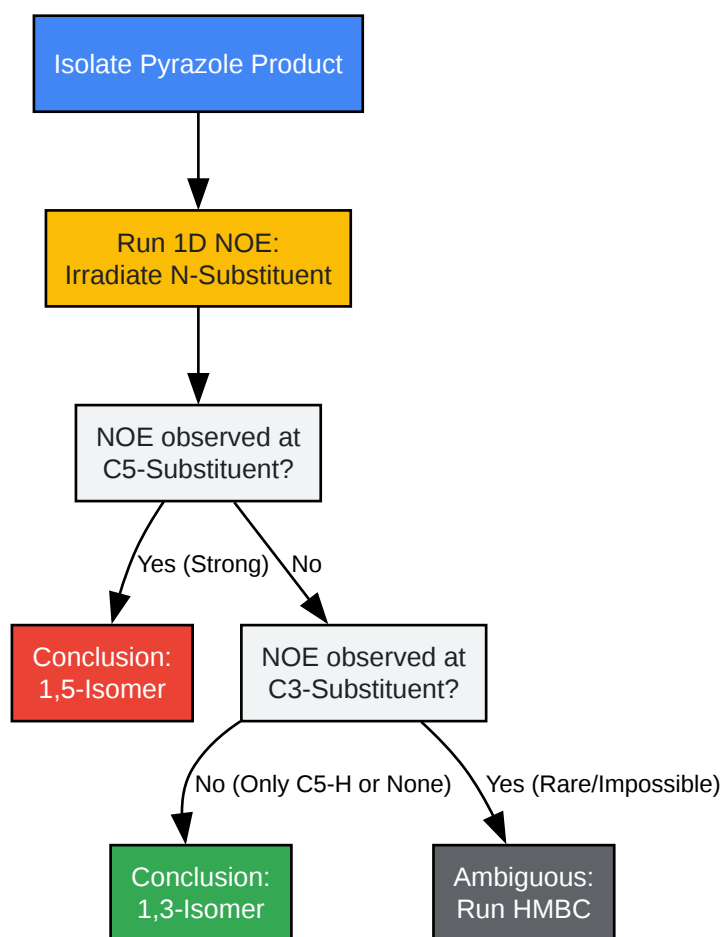 Isolate Pyrazole Product
Run 1D NOE:
Irradiate N-Substituent
NOE observed at
C5-Substituent?
Yes (Strong)
No
Conclusion:
1,5-Isomer
NOE observed at
C3-Substituent?
No (Only C5-H or None)
Yes (Rare/Impossible)
Conclusion:
1,3-Isomer
Ambiguous:
Run HMBC